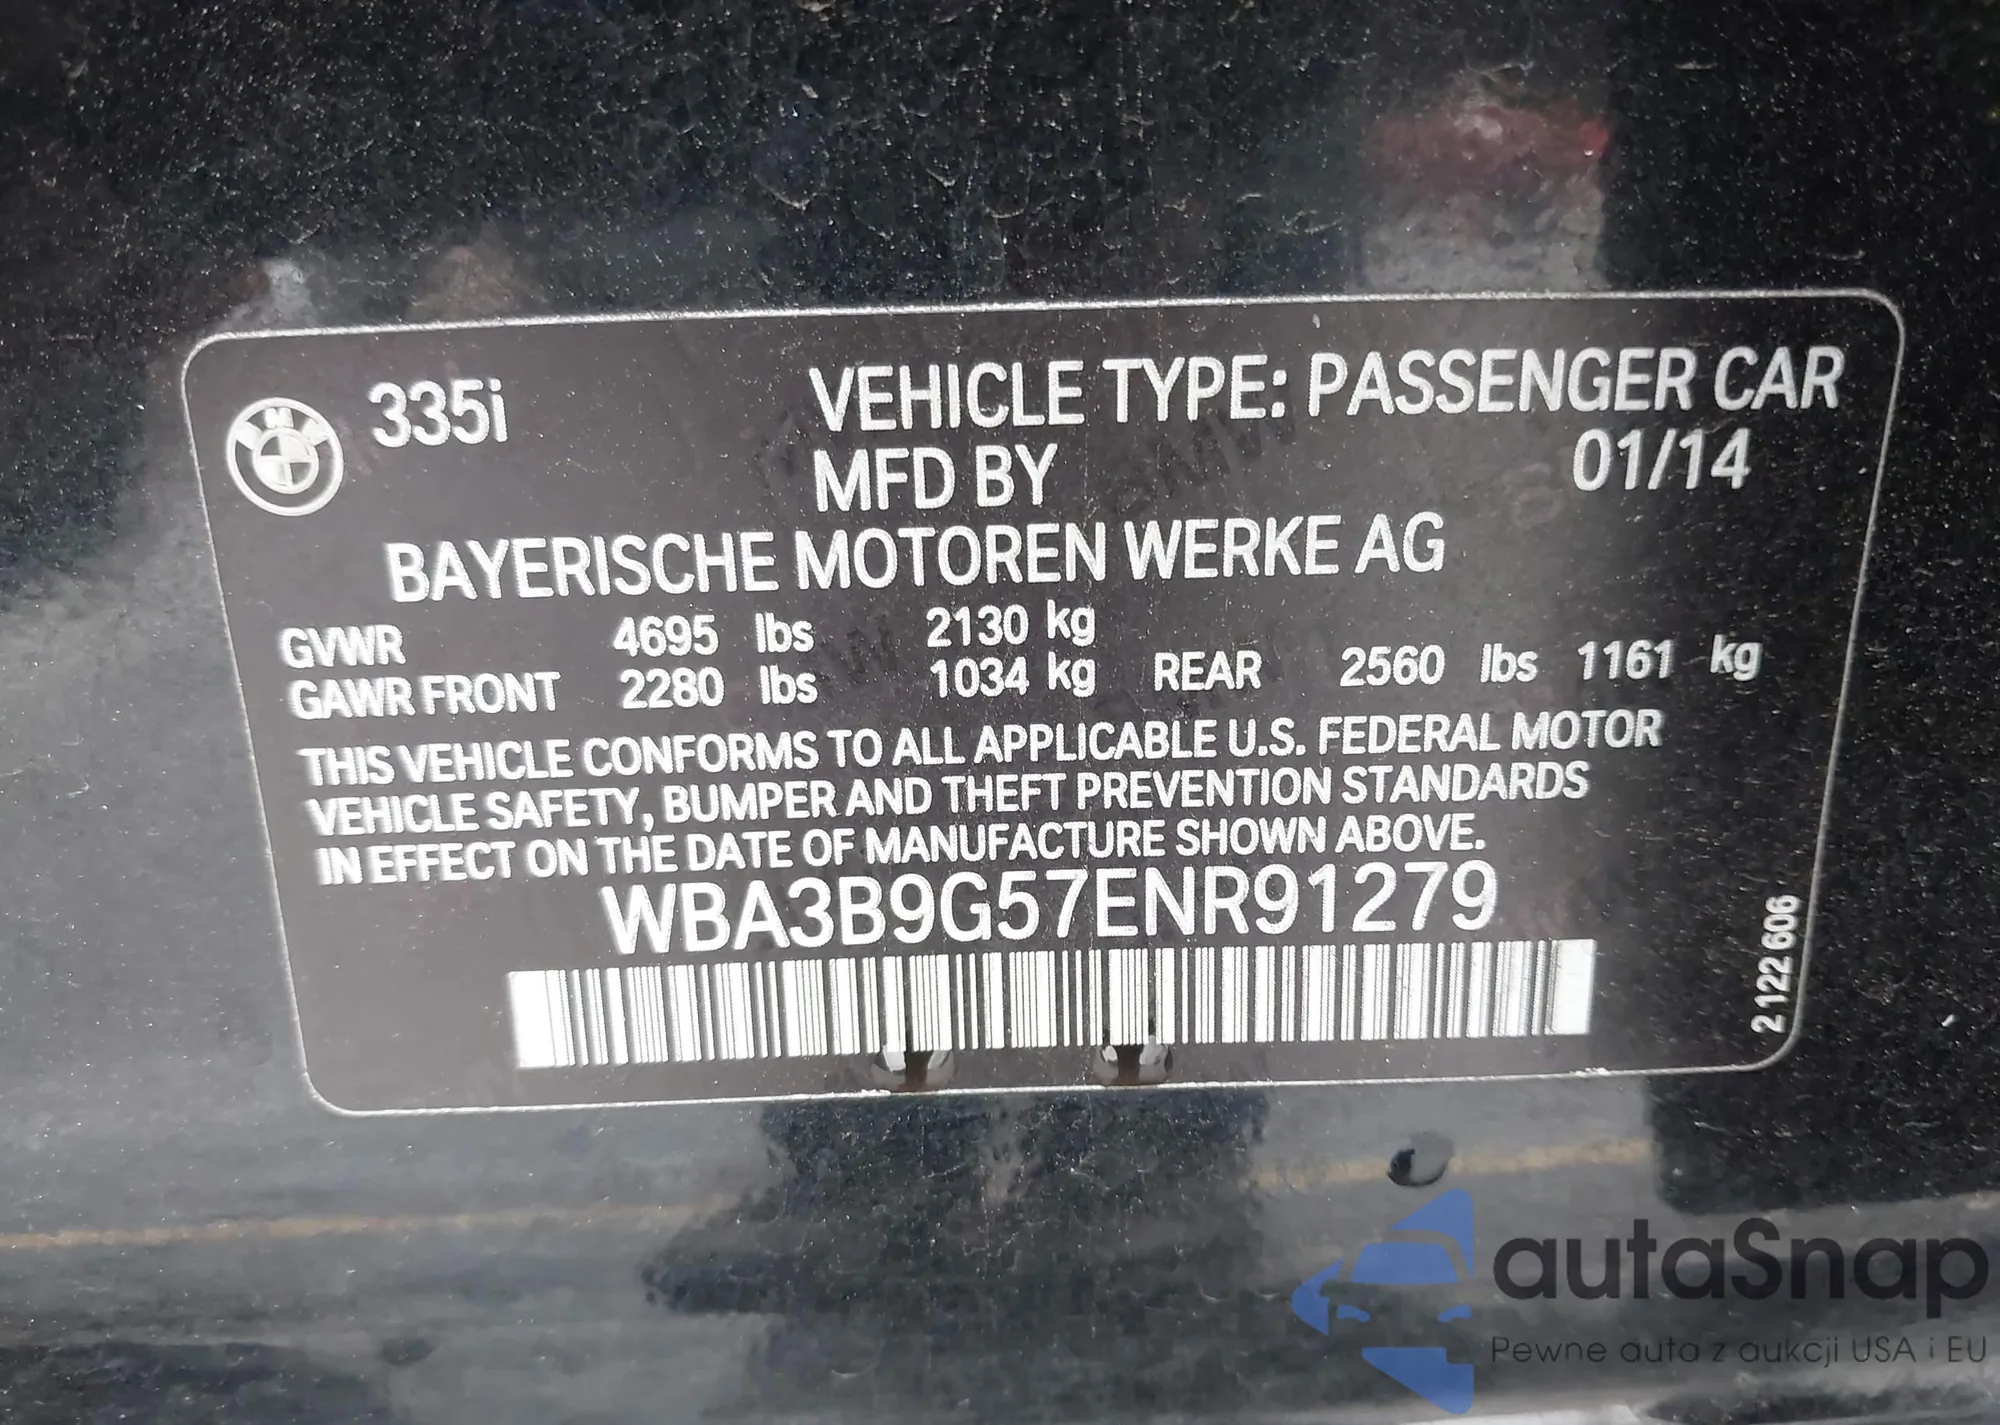 335i VEHICLE TYPE: PASSENGER CAR
MFD BY 01/14
BAYERISCHE MOTOREN WERKE AG
GVWR 4695 lbs 2130 kg
GAWR FRONT 2280 lbs 1034 kg REAR 2560 lbs 1161 kg
THIS VEHICLE CONFORMS TO ALL APPLICABLE U.S. FEDERAL MOTOR
VEHICLE SAFETY, BUMPER AND THEFT PREVENTION STANDARDS
IN EFFECT ON THE DATE OF MANUFACTURE SHOWN ABOVE.
WBA3B9G57ENR91279
2 122 606
autaSnap
Pewne auta z aukcji USA i EU